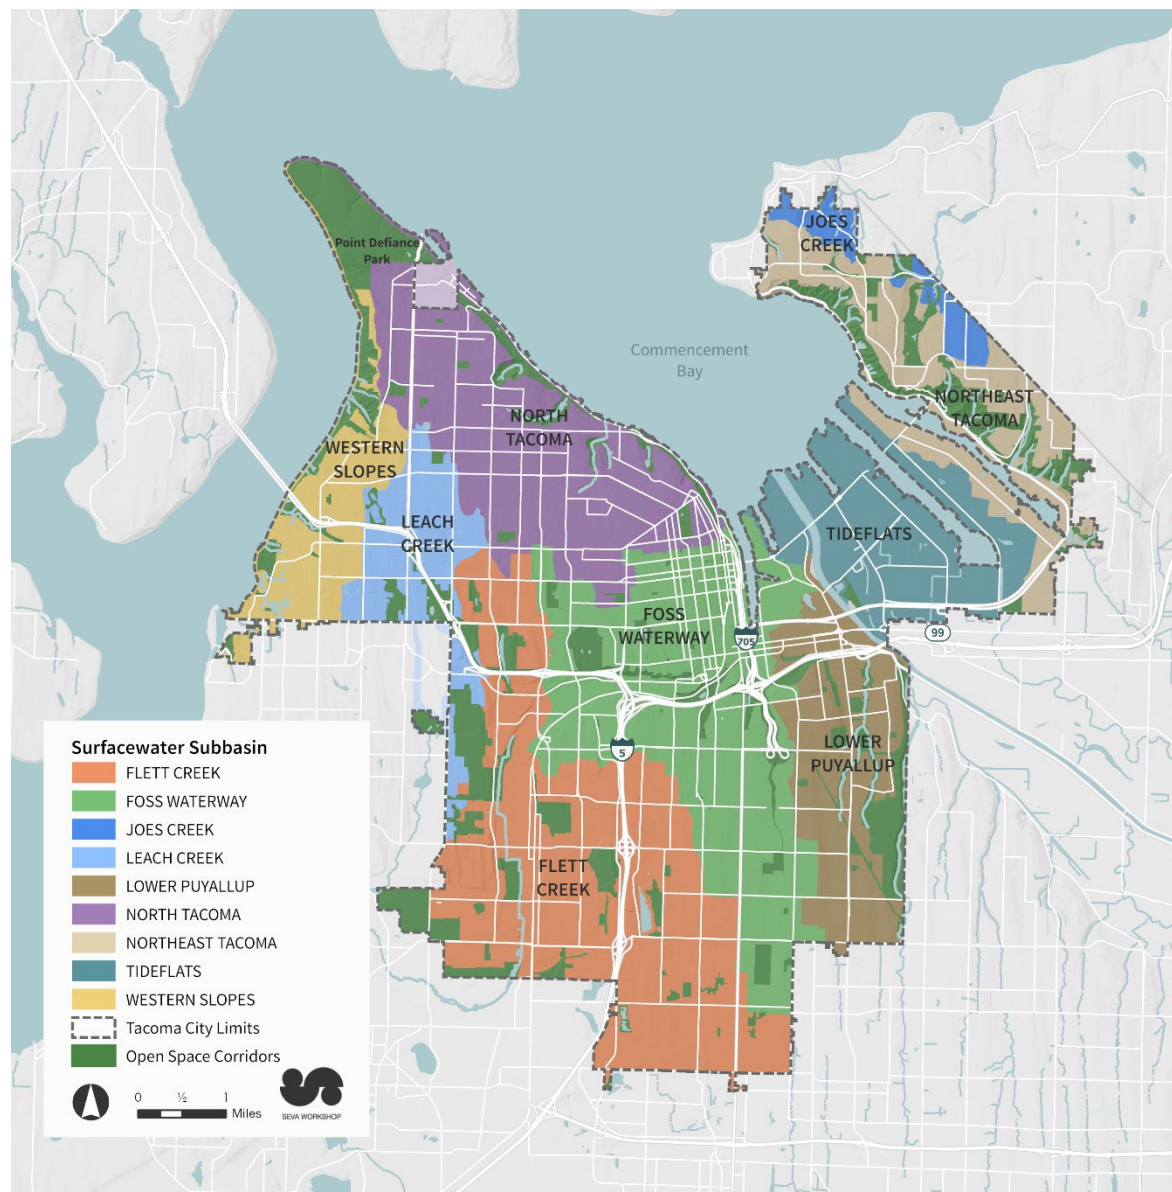 Point Defiance
Park
JOES
CREEK
Commencement
Bay
NORTHEAST
TACOMA
NORTH
TACOMA
WESTERN
SLOPES
LEACH
CREEK
TIDEFLATS
FOSS
WATERWAY
705
99
5
LOWER
PUYALLUP
FLETT
CREEK
Surfacewater Subbasin
FLETT CREEK
FOSS WATERWAY
JOES CREEK
LEACH CREEK
LOWER PUYALLUP
NORTH TACOMA
NORTHEAST TACOMA
TIDEFLATS
WESTERN SLOPES
Tacoma City Limits
Open Space Corridors
0 ½ 1
Miles
SEVA WORKSHOP